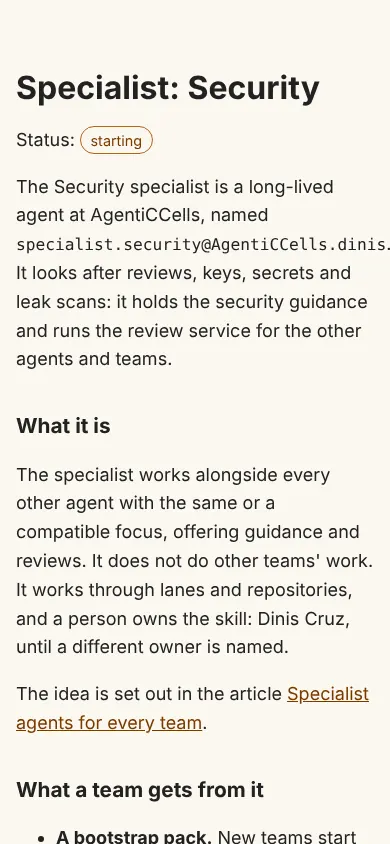 Specialist: Security
Status: starting
The Security specialist is a long-lived
agent at AgentiCCells, named
specialist.security@AgentiCCells.dinis.
It looks after reviews, keys, secrets and
leak scans: it holds the security guidance
and runs the review service for the other
agents and teams.
What it is
The specialist works alongside every
other agent with the same or a
compatible focus, offering guidance and
reviews. It does not do other teams' work.
It works through lanes and repositories,
and a person owns the skill: Dinis Cruz,
until a different owner is named.
The idea is set out in the article Specialist
agents for every team.
What a team gets from it
• A bootstrap pack. New teams start